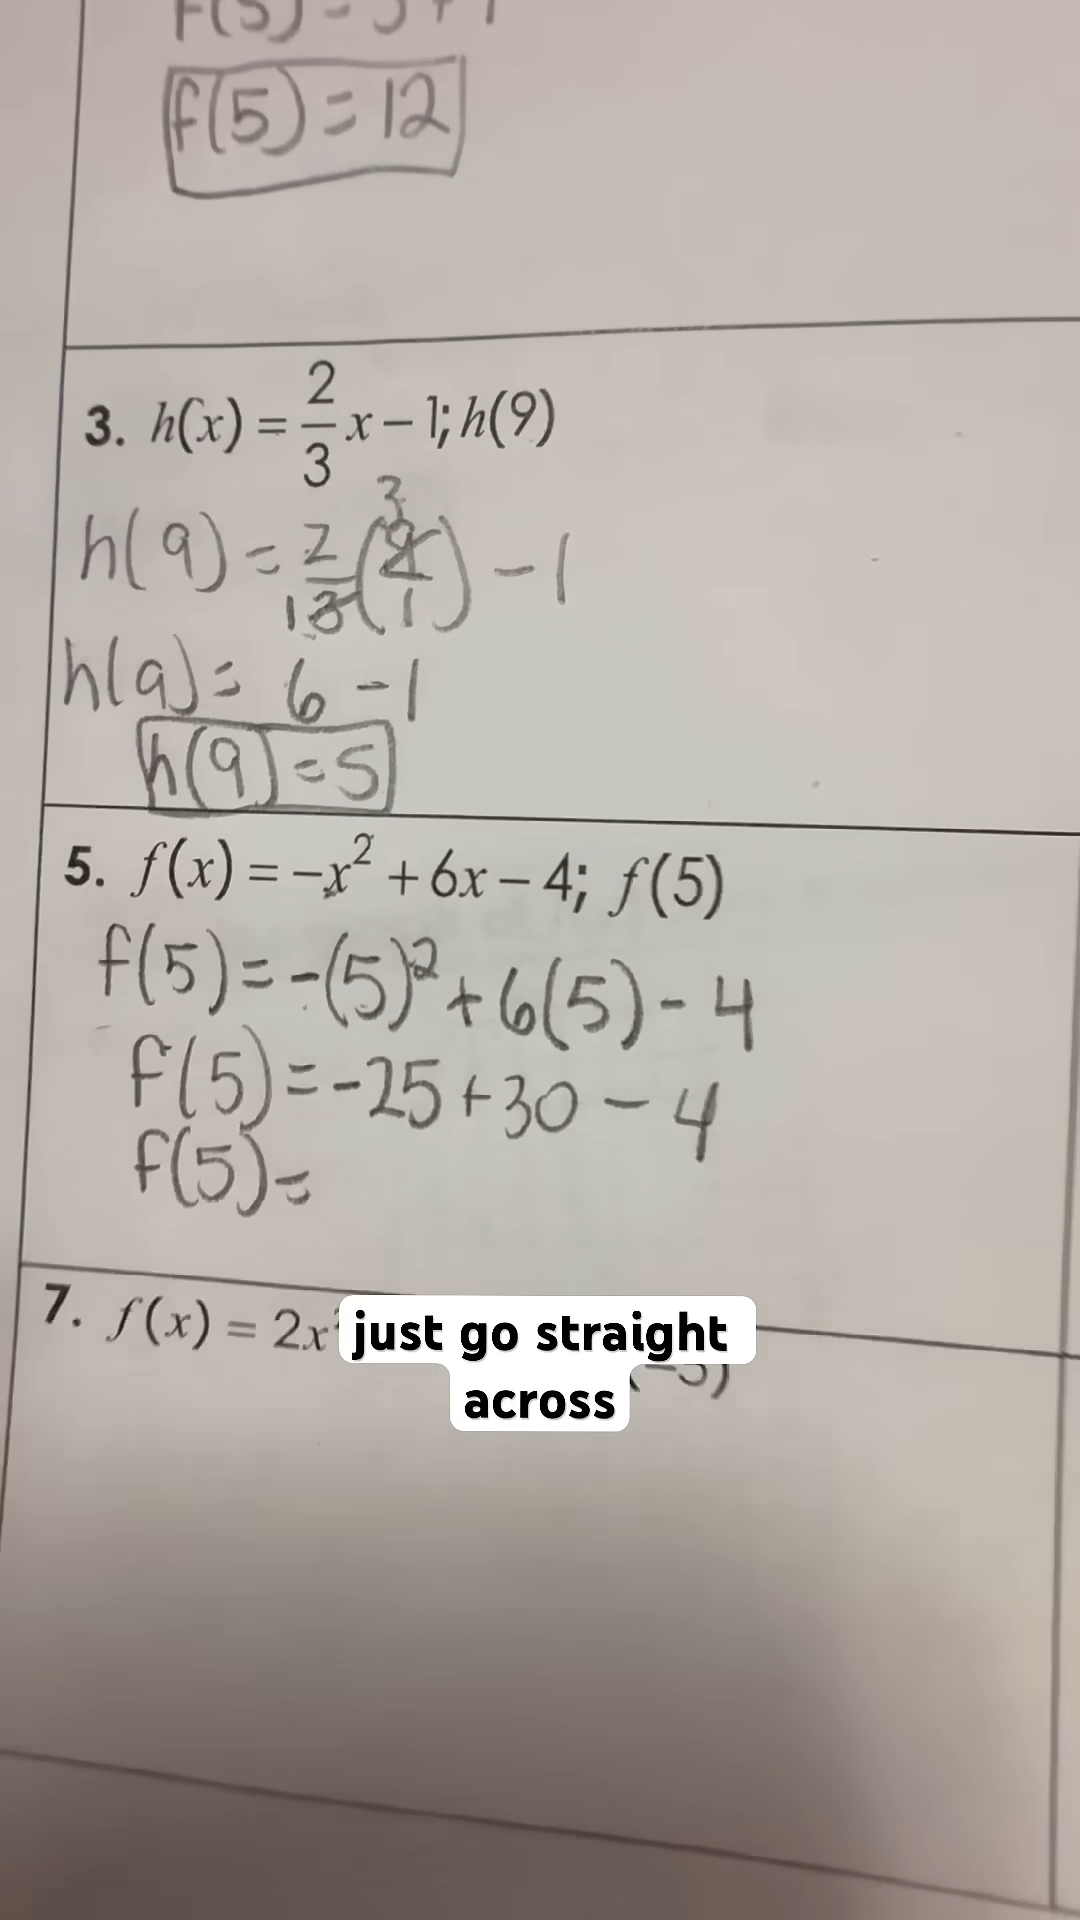 f(5) = 12
3. h(x) = 2/3 x − 1; h(9)
3
h(9) = 2/3 (9/1) − 1
1
h(9) = 6 − 1
h(9) = 5
5. f(x) = −x² + 6x − 4; f(5)
f(5) = −(5)² + 6(5) − 4
f(5) = −25 + 30 − 4
f(5) =
7. f(x) = 2x
just go straight
across